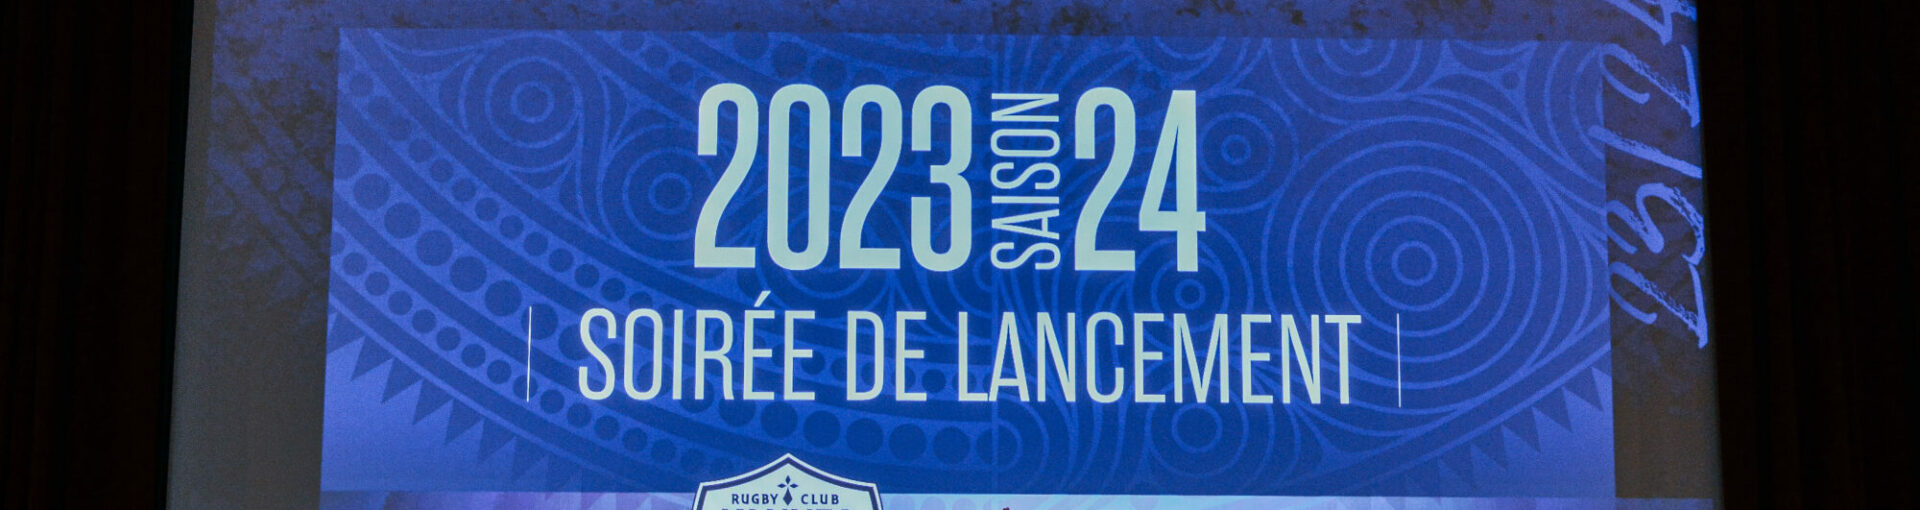 2023 SAISON 24
SOIRÉE DE LANCEMENT
RUGBY CLUB